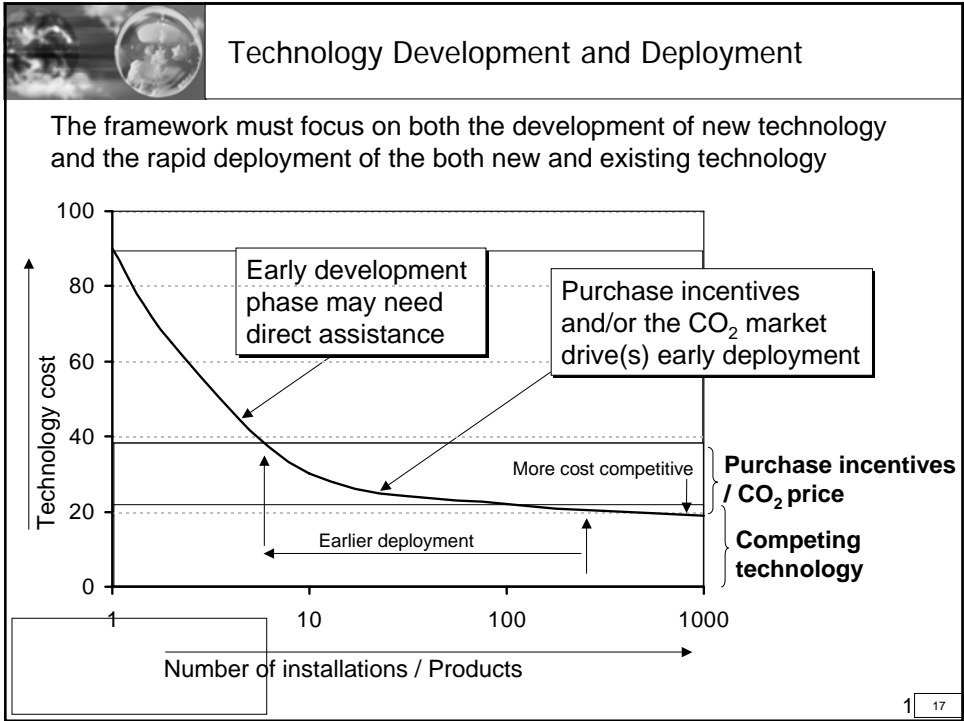 Technology Development and Deployment
The framework must focus on both the development of new technology
and the rapid deployment of the both new and existing technology
100
80
60
40
20
0
Technology cost
Early development
phase may need
direct assistance
Purchase incentives
and/or the CO₂ market
drive(s) early deployment
More cost competitive
Purchase incentives
/ CO₂ price
Earlier deployment
Competing
technology
1
10
100
1000
Number of installations / Products
1
17